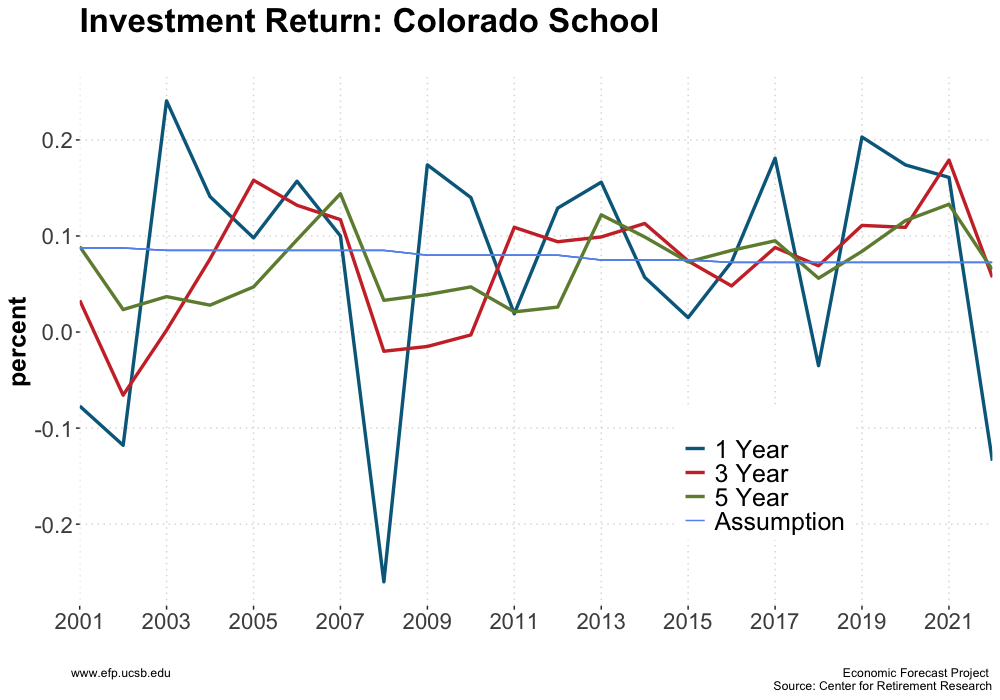 Investment Return: Colorado School
percent
0.2
0.1
0.0
-0.1
-0.2
1 Year
3 Year
5 Year
Assumption
2001 2003 2005 2007 2009 2011 2013 2015 2017 2019 2021
www.efp.ucsb.edu
Economic Forecast Project
Source: Center for Retirement Research